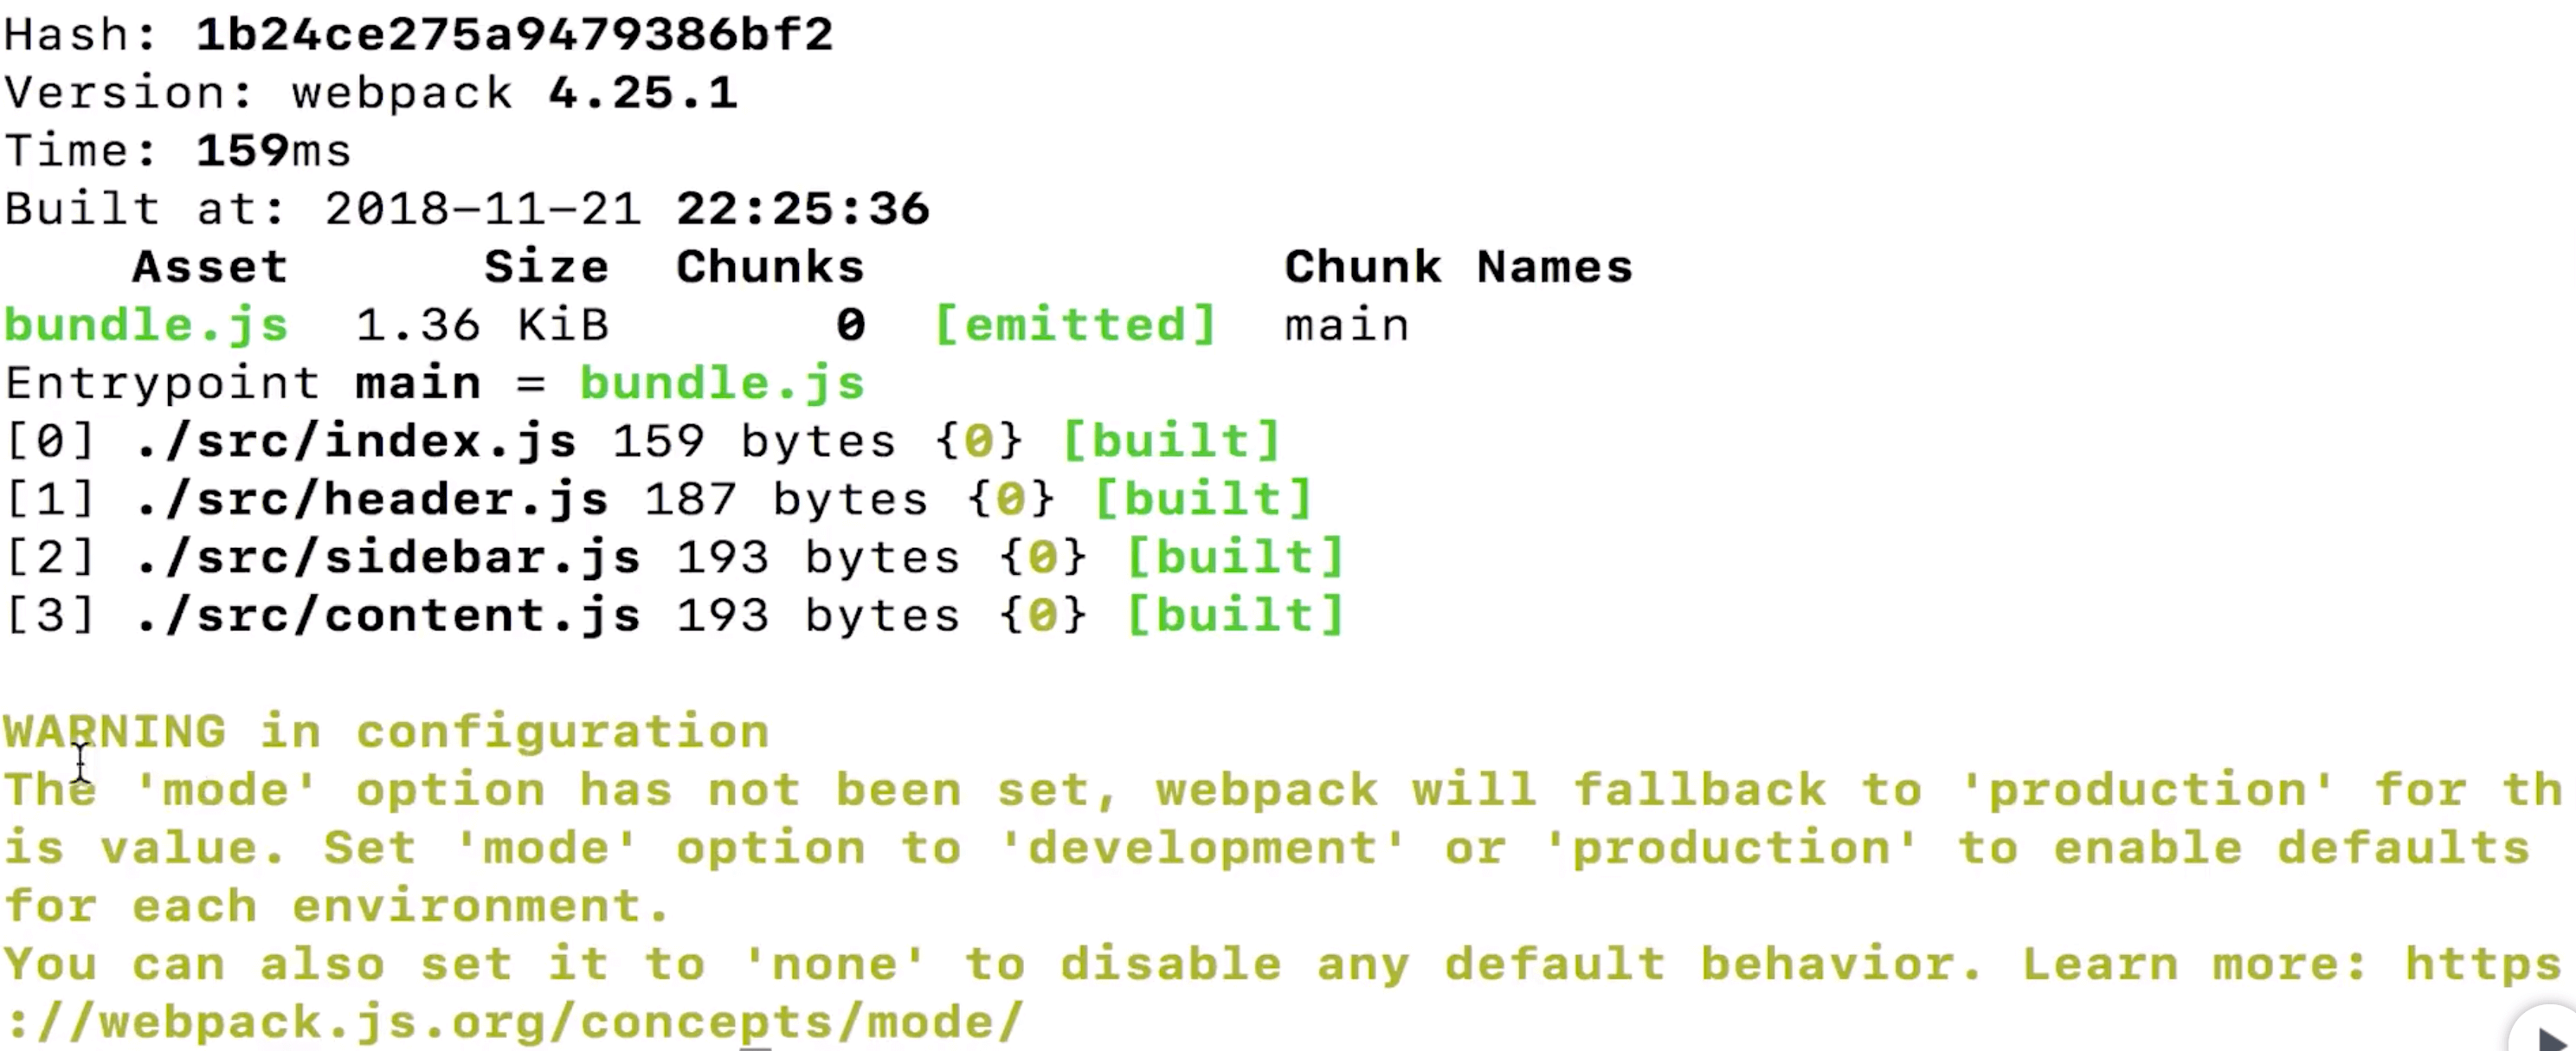 Hash: 1b24ce275a9479386bf2
Version: webpack 4.25.1
Time: 159ms
Built at: 2018-11-21 22:25:36
Asset Size Chunks Chunk Names
bundle.js 1.36 KiB 0 [emitted] main
Entrypoint main = bundle.js
[0] ./src/index.js 159 bytes {0} [built]
[1] ./src/header.js 187 bytes {0} [built]
[2] ./src/sidebar.js 193 bytes {0} [built]
[3] ./src/content.js 193 bytes {0} [built]
WARNING in configuration
The 'mode' option has not been set, webpack will fallback to 'production' for th
is value. Set 'mode' option to 'development' or 'production' to enable defaults
for each environment.
You can also set it to 'none' to disable any default behavior. Learn more: https
://webpack.js.org/concepts/mode/